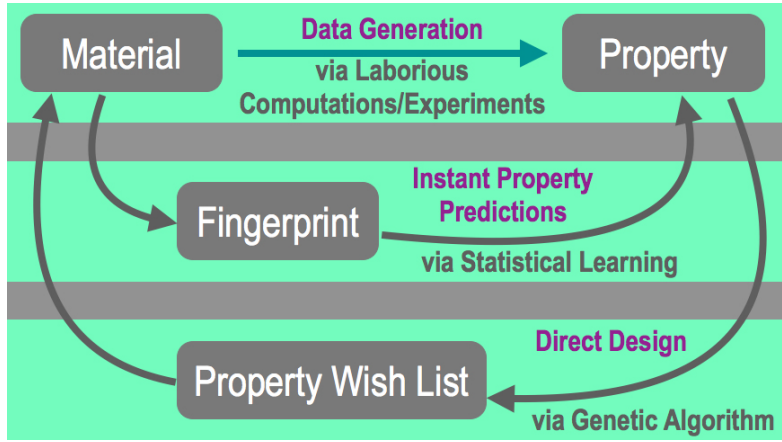 Material
Data Generation
via Laborious
Computations/Experiments
Property
Fingerprint
Instant Property
Predictions
via Statistical Learning
Property Wish List
Direct Design
via Genetic Algorithm